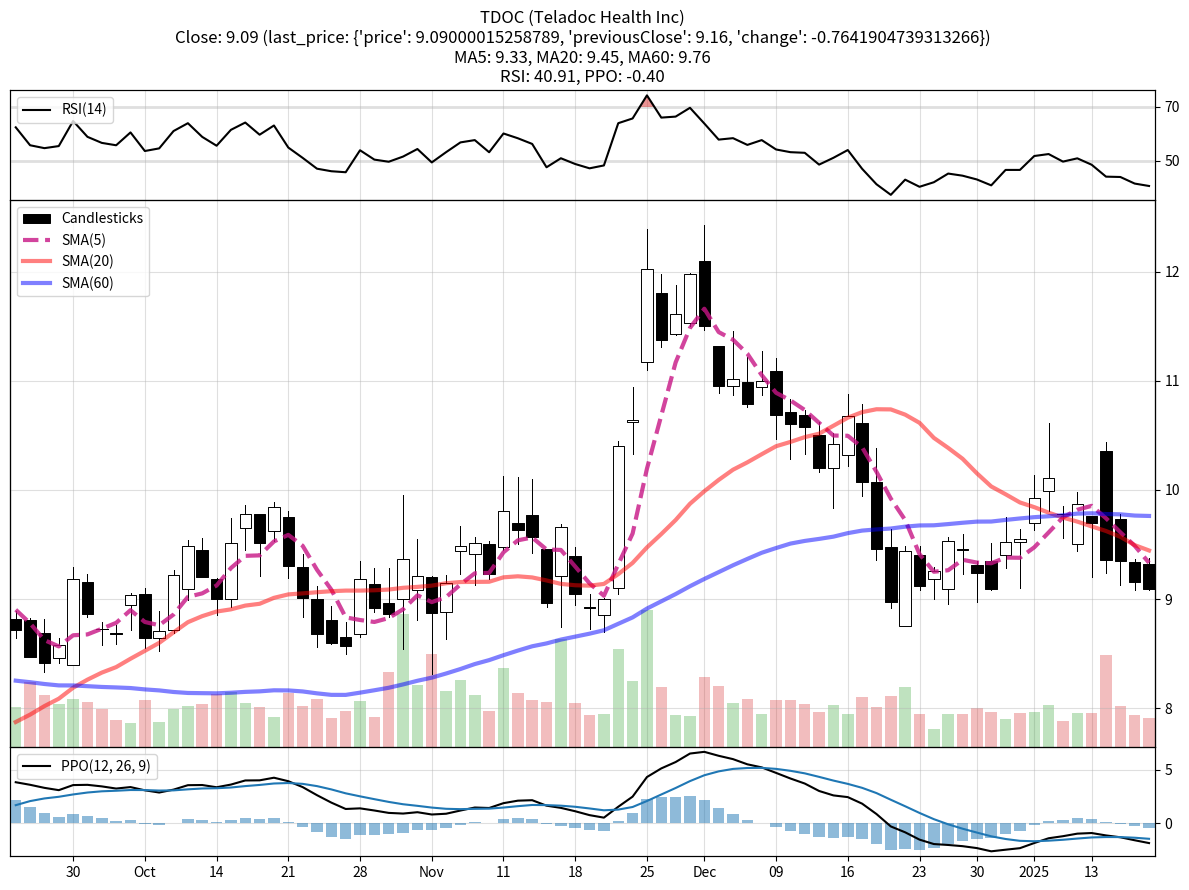 TDOC (Teladoc Health Inc)
Close: 9.09 (last_price: {'price': 9.09000015258789, 'previousClose': 9.16, 'change': -0.7641904739313266})
MA5: 9.33, MA20: 9.45, MA60: 9.76
RSI: 40.91, PPO: -0.40
RSI(14)
70
50
Candlesticks
SMA(5)
SMA(20)
SMA(60)
12
11
10
9
8
PPO(12, 26, 9)
5
0
30 Oct 14 21 28 Nov 11 18 25 Dec 09 16 23 30 2025 13